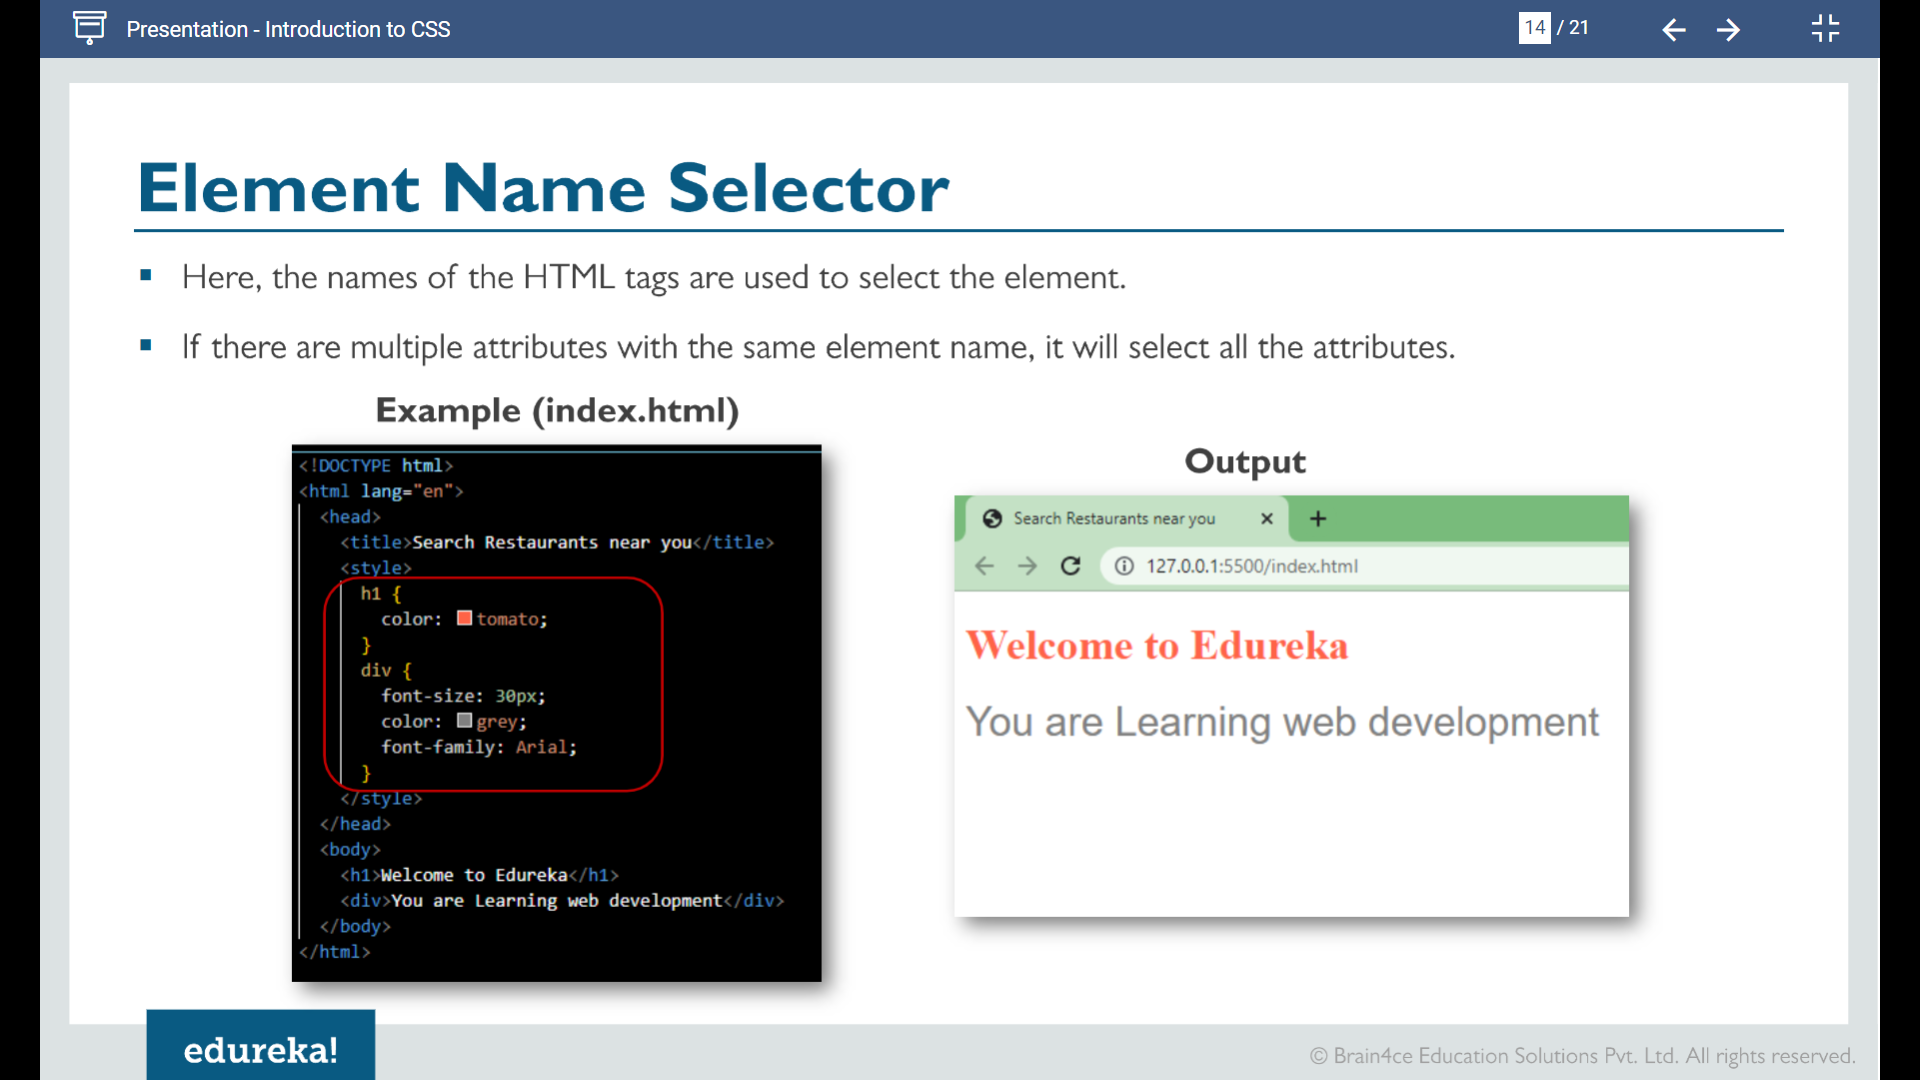 Presentation - Introduction to CSS
14 / 21
Element Name Selector
Here, the names of the HTML tags are used to select the element.
If there are multiple attributes with the same element name, it will select all the attributes.
Example (index.html)
<!DOCTYPE html>
<html lang="en">
<head>
<title>Search Restaurants near you</title>
<style>
h1 {
color: tomato;
}
div {
font-size: 30px;
color: grey;
font-family: Arial;
}
</style>
</head>
<body>
<h1>Welcome to Edureka</h1>
<div>You are Learning web development</div>
</body>
</html>
Output
Search Restaurants near you
127.0.0.1:5500/index.html
Welcome to Edureka
You are Learning web development
edureka!
© Brain4ce Education Solutions Pvt. Ltd. All rights reserved.